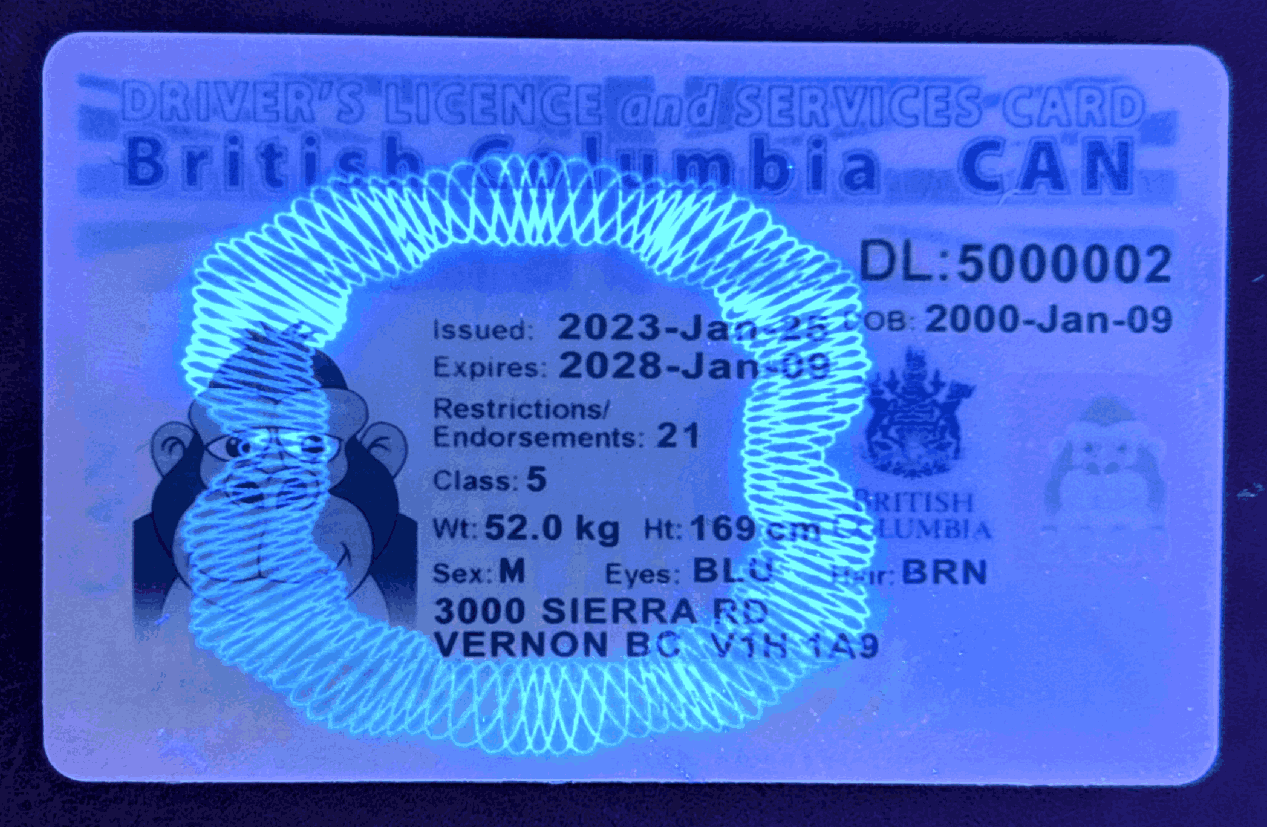 DRIVER'S LICENCE and SERVICES CARD
British Columbia CAN
DL:5000002
Issued: 2023-Jan-25
DOB: 2000-Jan-09
Expires: 2028-Jan-09
Restrictions/
Endorsements: 21
Class: 5
Wt: 52.0 kg Ht: 169 cm
BRITISH
COLUMBIA
Sex: M Eyes: BLU Hair: BRN
3000 SIERRA RD
VERNON BC V1H 1A9